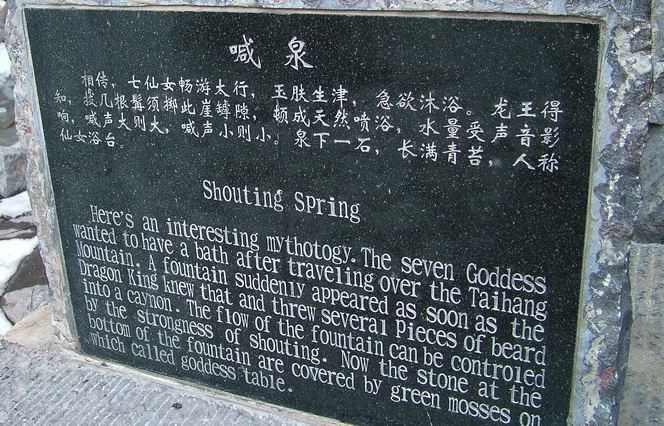 喊泉
相传，七仙女畅游太行，玉肤生津，急欲沐浴。龙王得
知，拔几根髯须掷此崖罅隙，顿成天然喷浴，水量受声音影
响，喊声大则大，喊声小则小。泉下一石，长满青苔，人称
仙女浴台。
Shouting Spring
Here's an interesting mythotogy. The seven Goddess
wanted to have a bath after traveling over the Taihang
Mountain. A fountain suddenly appeared as soon as the
Dragon King knew that and threw several Pieces of beard
into a caynon. The flow of the fountain can be controled
by the strongness of shouting. Now the stone at the
bottom of the fountain are covered by green mosses on
which called goddess table.